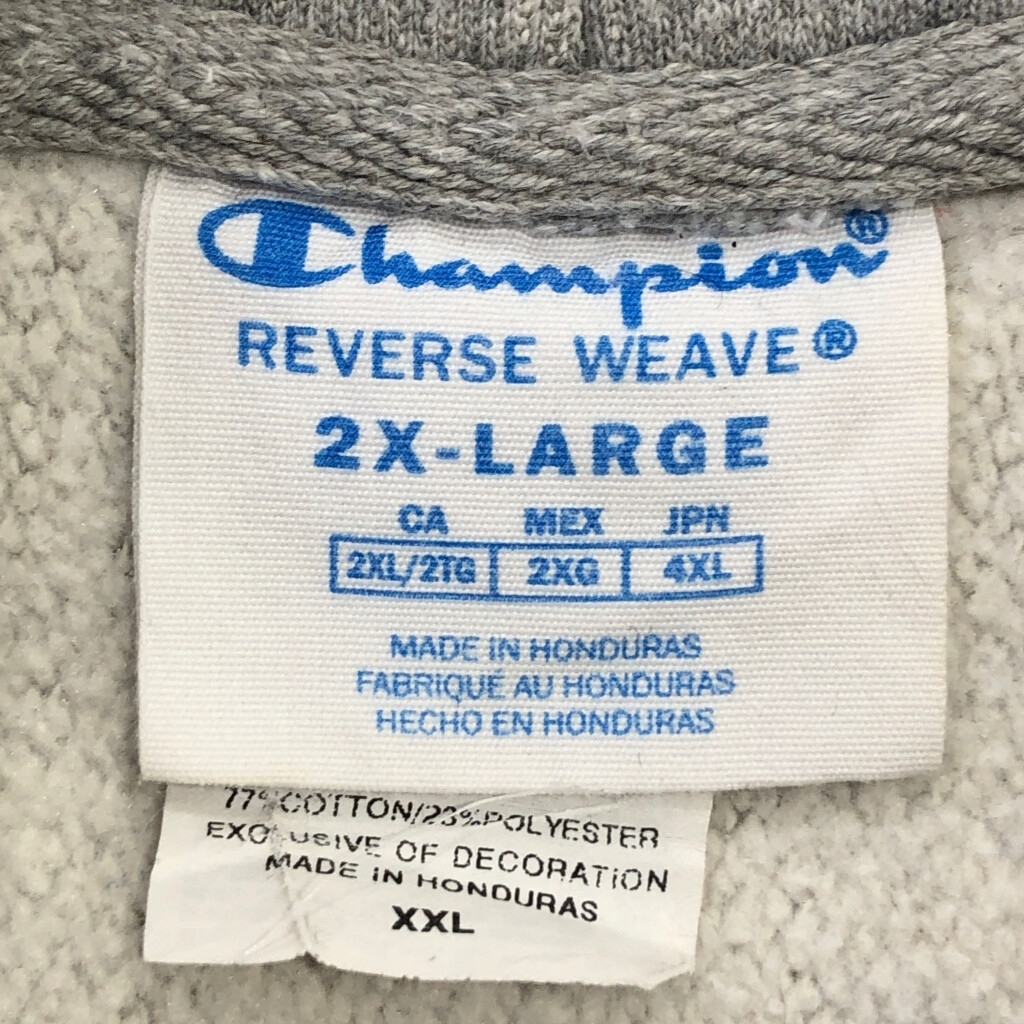 Champion®
REVERSE WEAVE®
2X-LARGE
CA MEX JPN
2XL/2TG 2XG 4XL
MADE IN HONDURAS
FABRIQUÉ AU HONDURAS
HECHO EN HONDURAS
77% COTTON/23% POLYESTER
EXCLUSIVE OF DECORATION
MADE IN HONDURAS
XXL